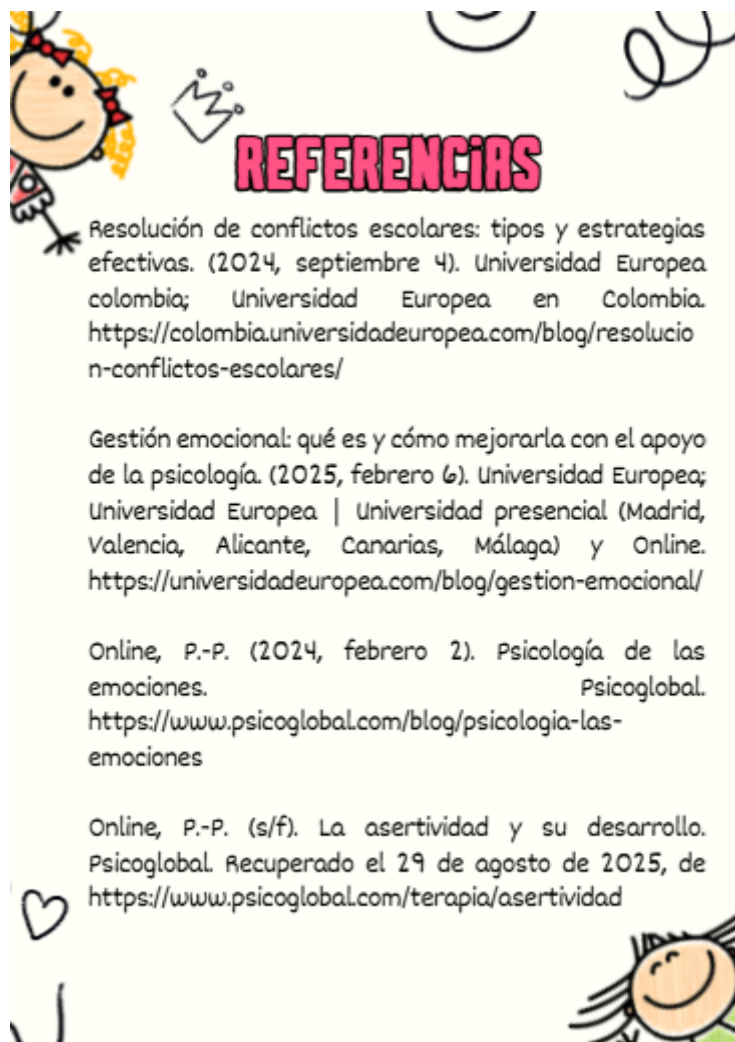 REFERENCiAS
Resolución de conflictos escolares: tipos y estrategias
efectivas. (2024, septiembre 4). Universidad Europea
colombia; Universidad Europea en Colombia.
https://colombia.universidadeuropea.com/blog/resolucio
n-conflictos-escolares/
Gestión emocional: qué es y cómo mejorarla con el apoyo
de la psicología. (2025, febrero 6). Universidad Europea;
Universidad Europea | Universidad presencial (Madrid,
Valencia, Alicante, Canarias, Málaga) y Online.
https://universidadeuropea.com/blog/gestion-emocional/
Online, P.-P. (2024, febrero 2). Psicología de las
emociones. Psicoglobal.
https://www.psicoglobal.com/blog/psicologia-las-
emociones
Online, P.-P. (s/f). La asertividad y su desarrollo.
Psicoglobal. Recuperado el 29 de agosto de 2025, de
https://www.psicoglobal.com/terapia/asertividad